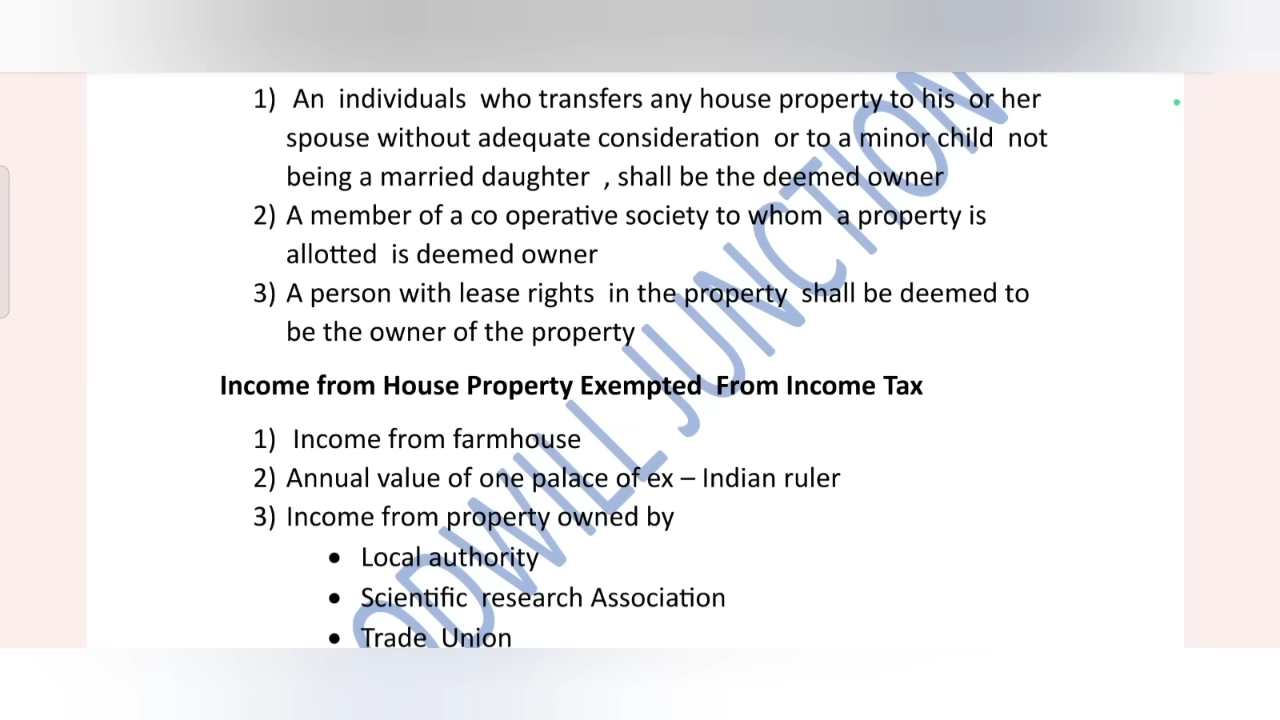 1) An individuals who transfers any house property to his or her
spouse without adequate consideration or to a minor child not
being a married daughter , shall be the deemed owner
2) A member of a co operative society to whom a property is
allotted is deemed owner
3) A person with lease rights in the property shall be deemed to
be the owner of the property
Income from House Property Exempted From Income Tax
1) Income from farmhouse
2) Annual value of one palace of ex – Indian ruler
3) Income from property owned by
• Local authority
• Scientific research Association
• Trade Union
ODWILL JUNCTION